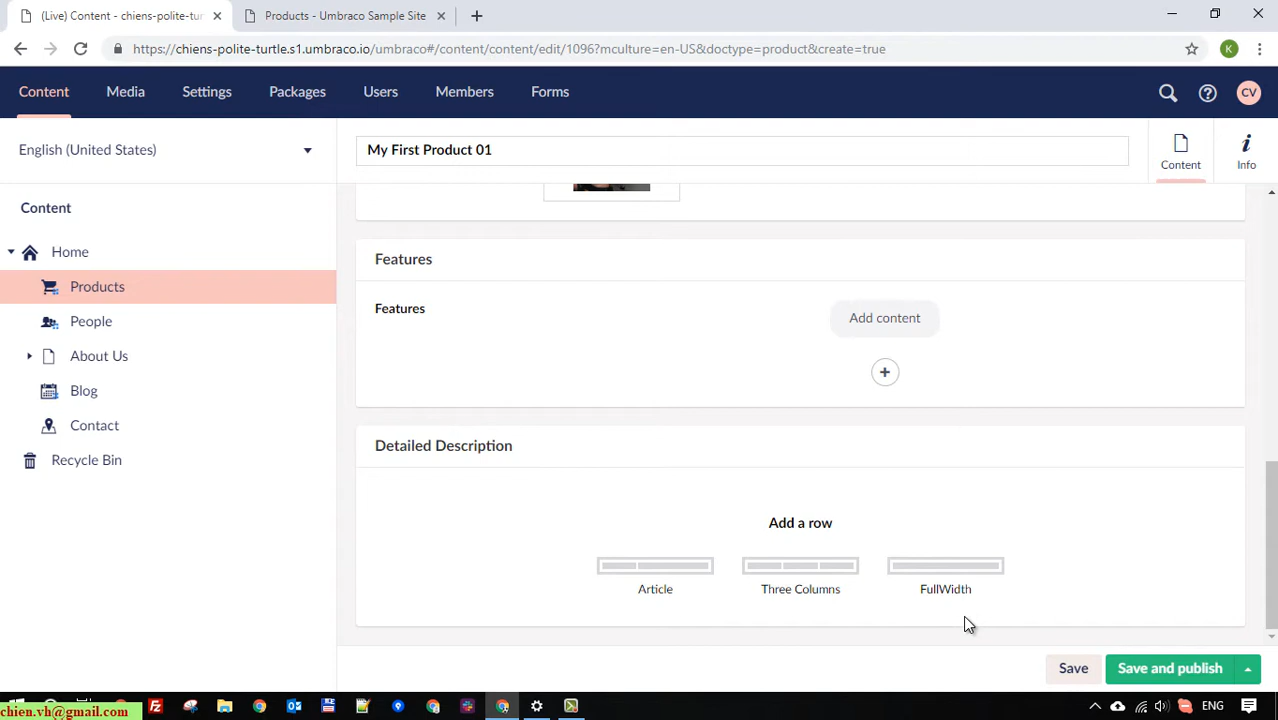 (Live) Content - chiens-polite-tur
Products - Umbraco Sample Site
https://chiens-polite-turtle.s1.umbraco.io/umbraco#/content/content/edit/1096?mculture=en-US&doctype=product&create=true
K
Content
Media
Settings
Packages
Users
Members
Forms
CV
English (United States)
My First Product 01
Content
Info
Content
Home
Products
People
About Us
Blog
Contact
Recycle Bin
Features
Features
Add content
Detailed Description
Add a row
Article
Three Columns
FullWidth
Save
Save and publish
ENG
chien.vh@gmail.com